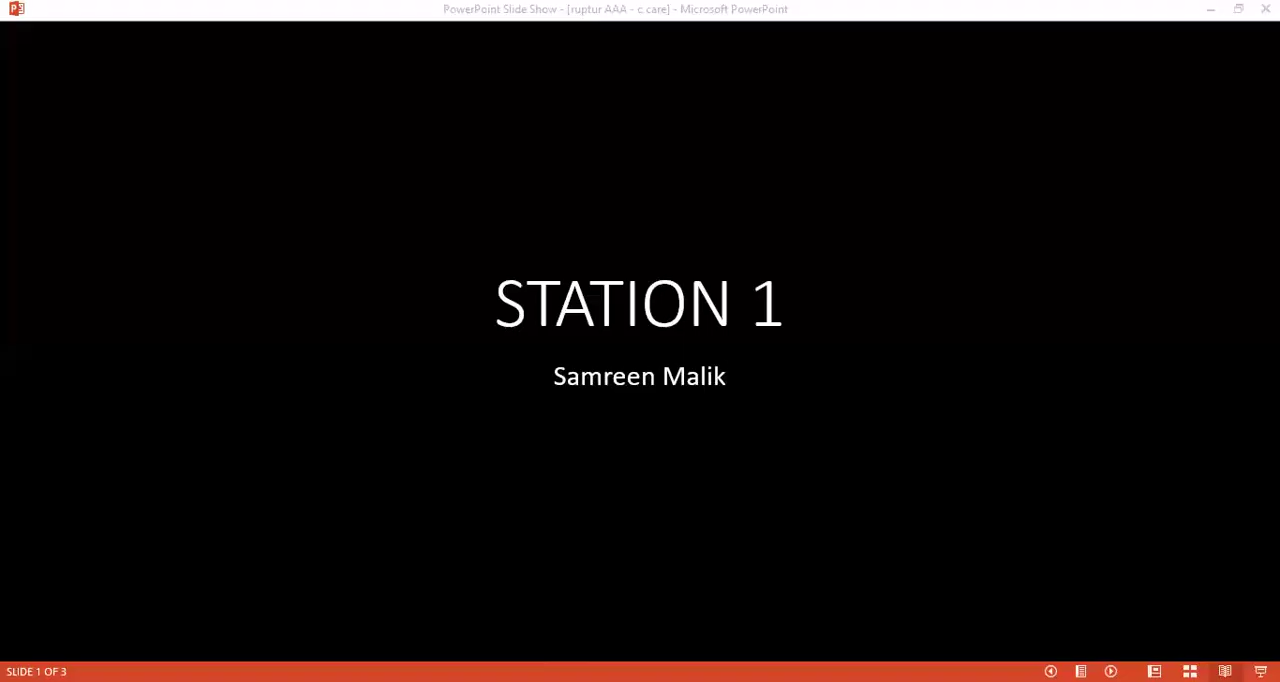 PowerPoint Slide Show - [ruptur AAA - c.care] - Microsoft PowerPoint
STATION 1
Samreen Malik
SLIDE 1 OF 3